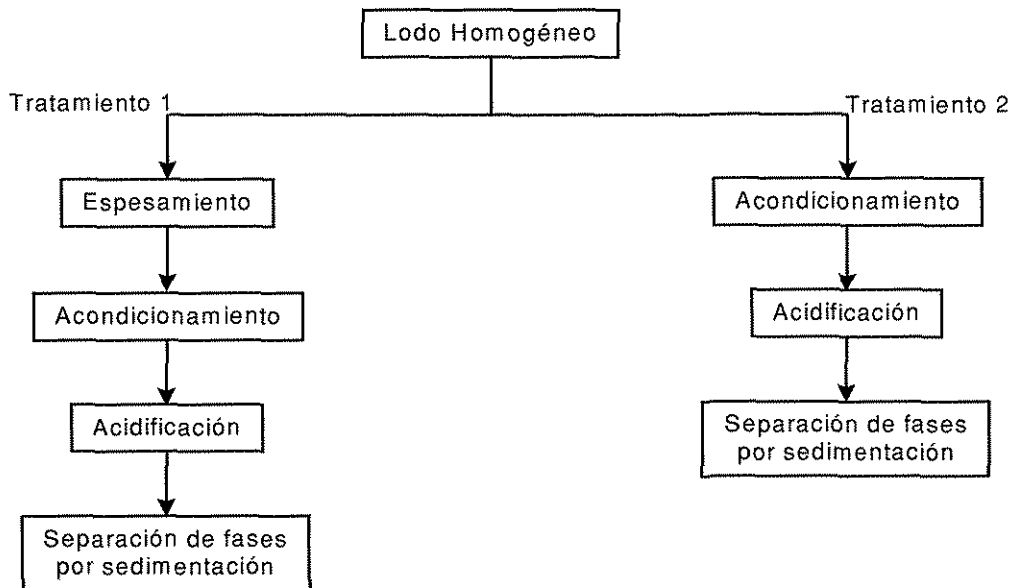 Lodo Homogéneo
Tratamiento 1
Tratamiento 2
Espesamiento
Acondicionamiento
Acondicionamiento
Acidificación
Acidificación
Separación de fases
por sedimentación
Separación de fases
por sedimentación